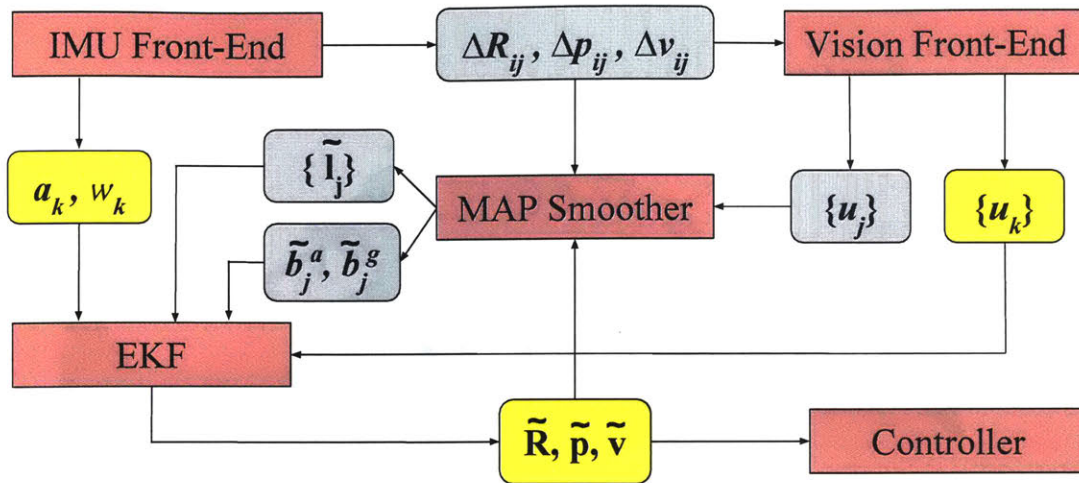 IMU Front-End
ΔR_ij, Δp_ij, Δv_ij
Vision Front-End
a_k, w_k
{l̃_j}
MAP Smoother
{u_j}
{u_k}
b̃_j^a, b̃_j^g
EKF
R̃, p̃, ṽ
Controller